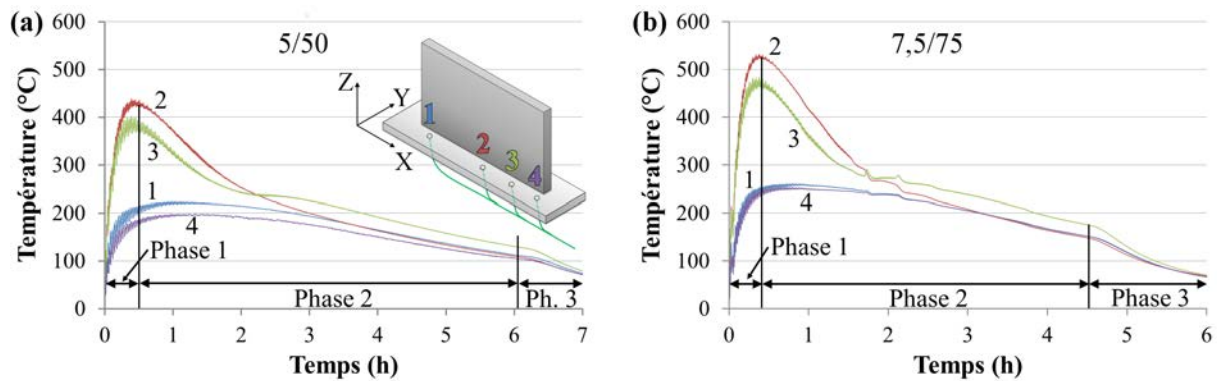 (a)
5/50
Température (°C)
600
500
400
300
200
100
0
2
3
1
4
Z
Y
X
1
2
3
4
Phase 1
Phase 2
Ph. 3
0 1 2 3 4 5 6 7
Temps (h)
(b)
7,5/75
Température (°C)
600
500
400
300
200
100
0
2
3
1
4
Phase 1
Phase 2
Phase 3
0 1 2 3 4 5 6
Temps (h)